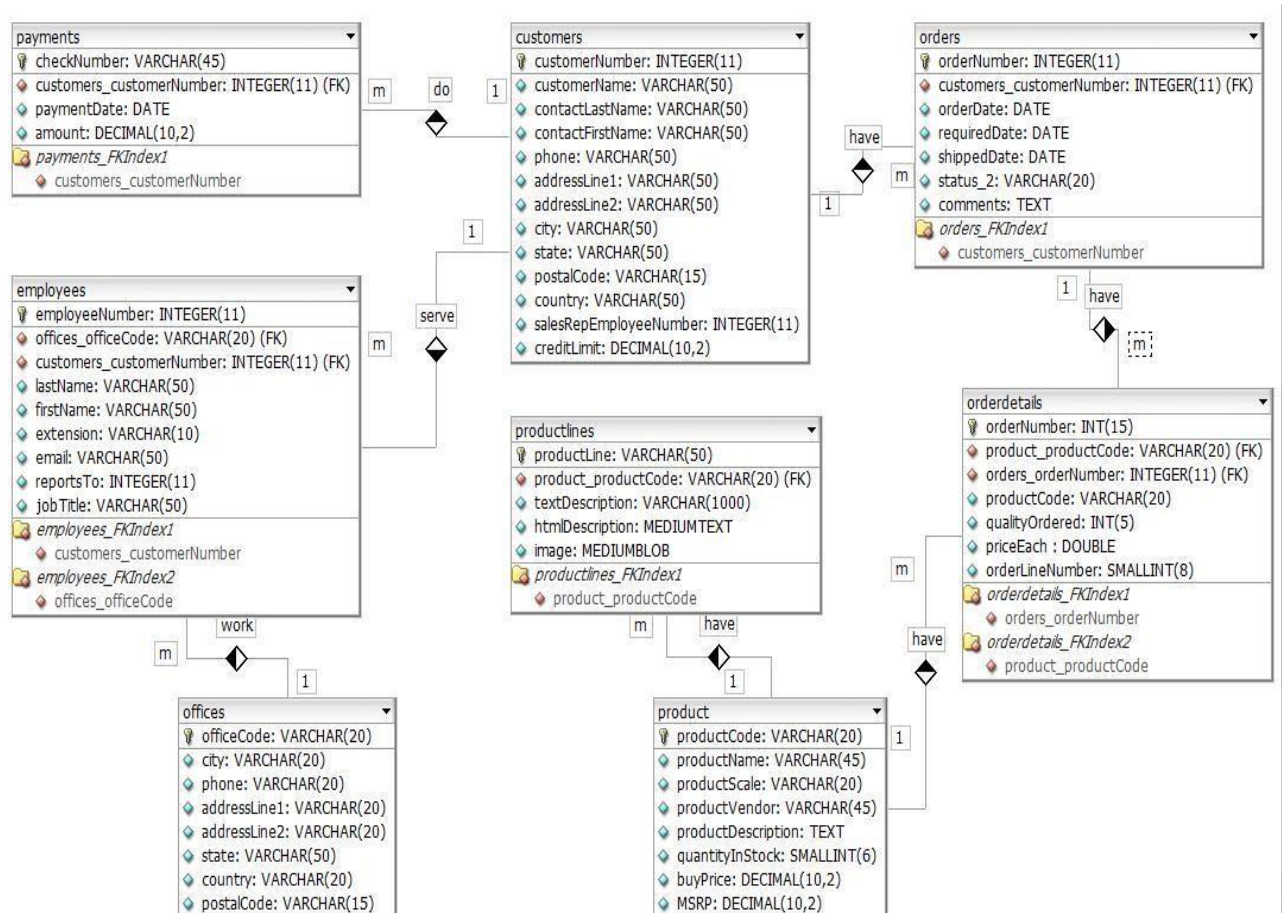 payments
checkNumber: VARCHAR(45)
customers_customerNumber: INTEGER(11) (FK)
paymentDate: DATE
amount: DECIMAL(10,2)
payments_FKIndex1
customers_customerNumber
m
do
1
customers
customerNumber: INTEGER(11)
customerName: VARCHAR(50)
contactLastName: VARCHAR(50)
contactFirstName: VARCHAR(50)
phone: VARCHAR(50)
addressLine1: VARCHAR(50)
addressLine2: VARCHAR(50)
city: VARCHAR(50)
state: VARCHAR(50)
postalCode: VARCHAR(15)
country: VARCHAR(50)
salesRepEmployeeNumber: INTEGER(11)
creditLimit: DECIMAL(10,2)
have
m
1
orders
orderNumber: INTEGER(11)
customers_customerNumber: INTEGER(11) (FK)
orderDate: DATE
requiredDate: DATE
shippedDate: DATE
status_2: VARCHAR(20)
comments: TEXT
orders_FKIndex1
customers_customerNumber
1
have
m
1
serve
m
employees
employeeNumber: INTEGER(11)
offices_officeCode: VARCHAR(20) (FK)
customers_customerNumber: INTEGER(11) (FK)
lastName: VARCHAR(50)
firstName: VARCHAR(50)
extension: VARCHAR(10)
email: VARCHAR(50)
reportsTo: INTEGER(11)
jobTitle: VARCHAR(50)
employees_FKIndex1
customers_customerNumber
employees_FKIndex2
offices_officeCode
productlines
productLine: VARCHAR(50)
product_productCode: VARCHAR(20) (FK)
textDescription: VARCHAR(1000)
htmlDescription: MEDIUMTEXT
image: MEDIUMBLOB
productlines_FKIndex1
product_productCode
orderdetails
orderNumber: INT(15)
product_productCode: VARCHAR(20) (FK)
orders_orderNumber: INTEGER(11) (FK)
productCode: VARCHAR(20)
qualityOrdered: INT(5)
priceEach : DOUBLE
orderLineNumber: SMALLINT(8)
orderdetails_FKIndex1
orders_orderNumber
orderdetails_FKIndex2
product_productCode
work
m
1
m
have
1
m
have
1
offices
officeCode: VARCHAR(20)
city: VARCHAR(20)
phone: VARCHAR(20)
addressLine1: VARCHAR(20)
addressLine2: VARCHAR(20)
state: VARCHAR(50)
country: VARCHAR(20)
postalCode: VARCHAR(15)
product
productCode: VARCHAR(20)
productName: VARCHAR(45)
productScale: VARCHAR(20)
productVendor: VARCHAR(45)
productDescription: TEXT
quantityInStock: SMALLINT(6)
buyPrice: DECIMAL(10,2)
MSRP: DECIMAL(10,2)